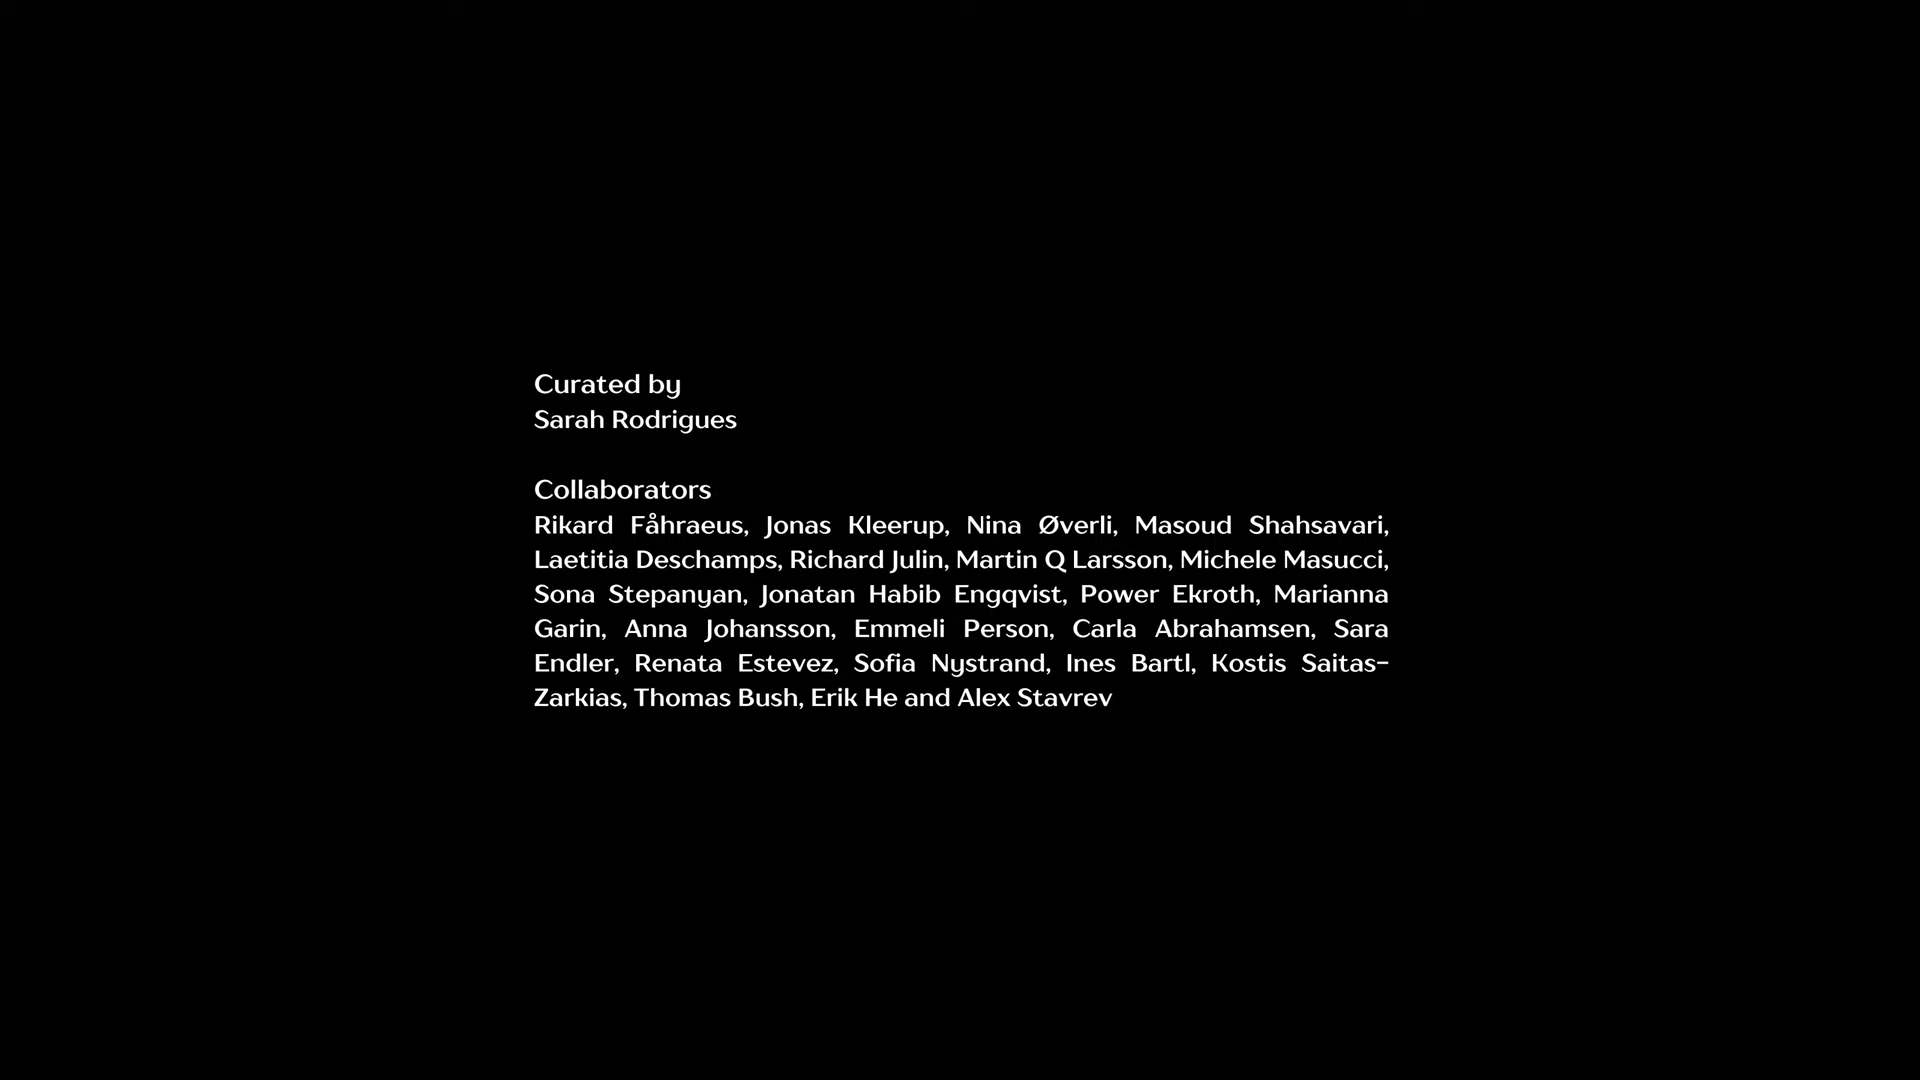 Curated by
Sarah Rodrigues
Collaborators
Rikard Fåhraeus, Jonas Kleerup, Nina Øverli, Masoud Shahsavari,
Laetitia Deschamps, Richard Julin, Martin Q Larsson, Michele Masucci,
Sona Stepanyan, Jonatan Habib Engqvist, Power Ekroth, Marianna
Garin, Anna Johansson, Emmeli Person, Carla Abrahamsen, Sara
Endler, Renata Estevez, Sofia Nystrand, Ines Bartl, Kostis Saitas-
Zarkias, Thomas Bush, Erik He and Alex Stavrev